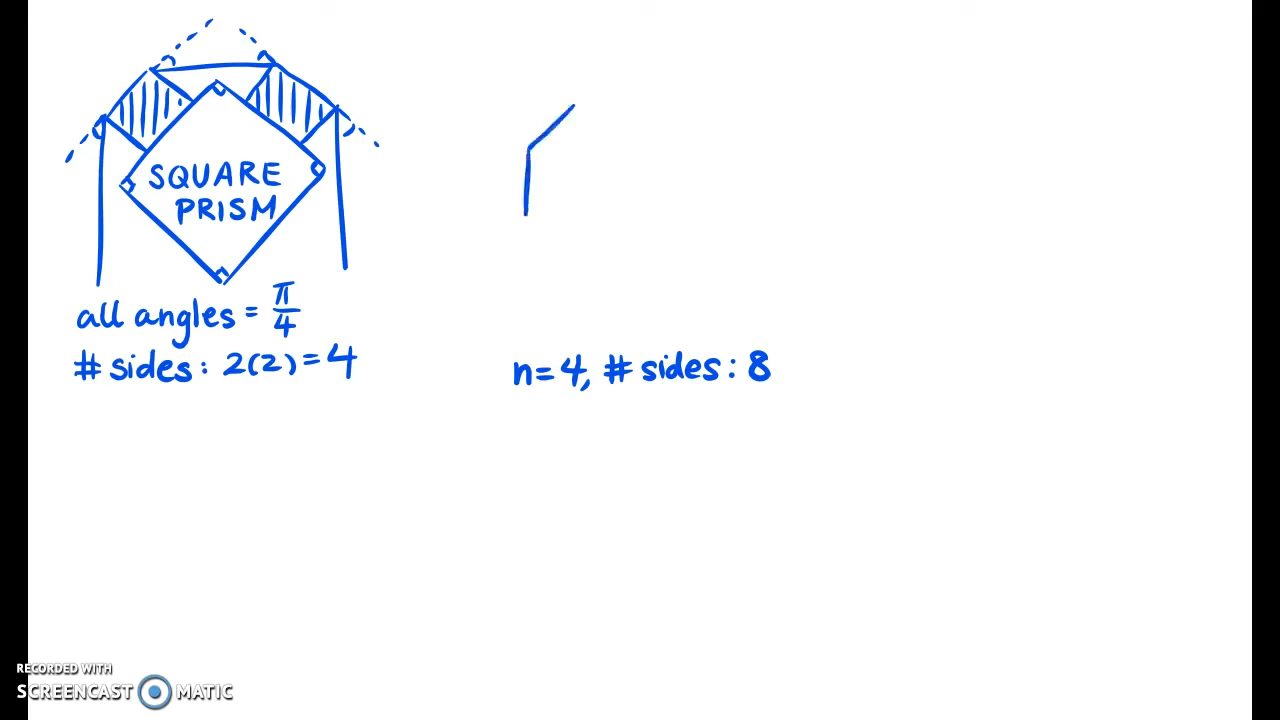 SQUARE
PRISM
all angles = π/4
# sides: 2(2) = 4
n = 4, # sides: 8
RECORDED WITH
SCREENCAST MATIC